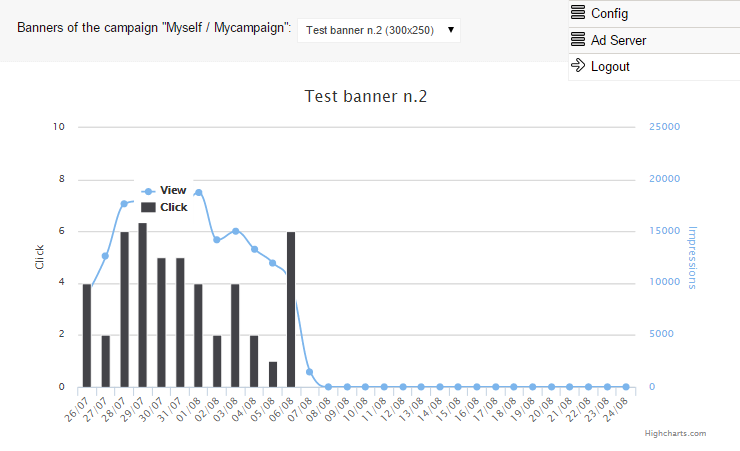 Banners of the campaign "Myself / Mycampaign": Test banner n.2 (300x250) ▼
Config
Ad Server
Logout
Test banner n.2
10 25000
8 20000
View
Click
6 15000
4 10000
2 5000
0 0
Click
Impressions
26/07 27/07 28/07 29/07 30/07 31/07 01/08 02/08 03/08 04/08 05/08 06/08 07/08 08/08 09/08 10/08 11/08 12/08 13/08 14/08 15/08 16/08 17/08 18/08 19/08 20/08 21/08 22/08 23/08 24/08
Highcharts.com